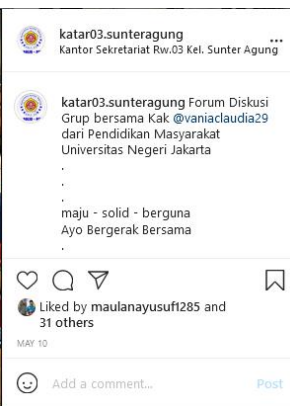 katar03.sunteragung
Kantor Sekretariat Rw.03 Kel. Sunter Agung
katar03.sunteragung Forum Diskusi
Grup bersama Kak @vaniaclaudia29
dari Pendidikan Masyarakat
Universitas Negeri Jakarta
.
.
.
maju - solid - berguna
Ayo Bergerak Bersama
.
Liked by maulanayusuf1285 and
31 others
MAY 10
Add a comment...
Post